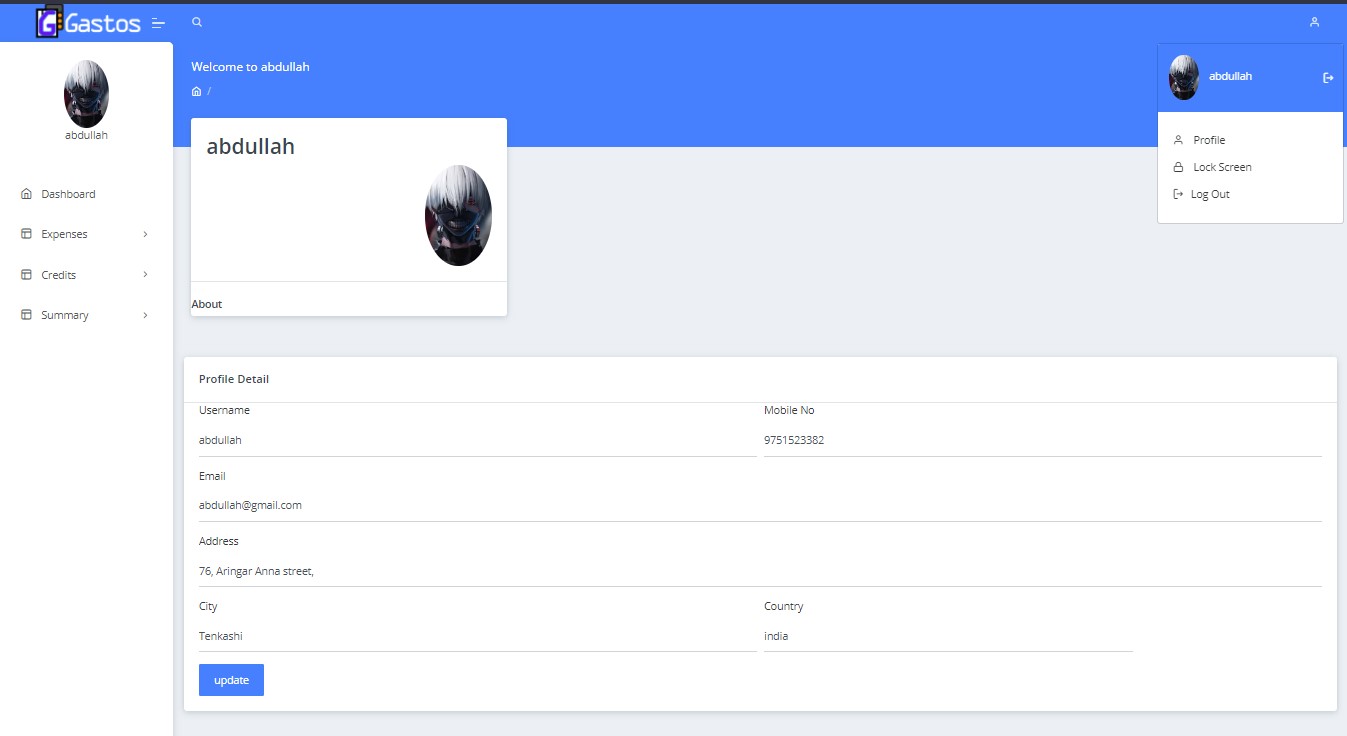 Gastos
abdullah
Dashboard
Expenses
Credits
Summary
Welcome to abdullah
/
abdullah
About
abdullah
Profile
Lock Screen
Log Out
Profile Detail
Username
Mobile No
abdullah
9751523382
Email
abdullah@gmail.com
Address
76, Aringar Anna street,
City
Country
Tenkashi
india
update